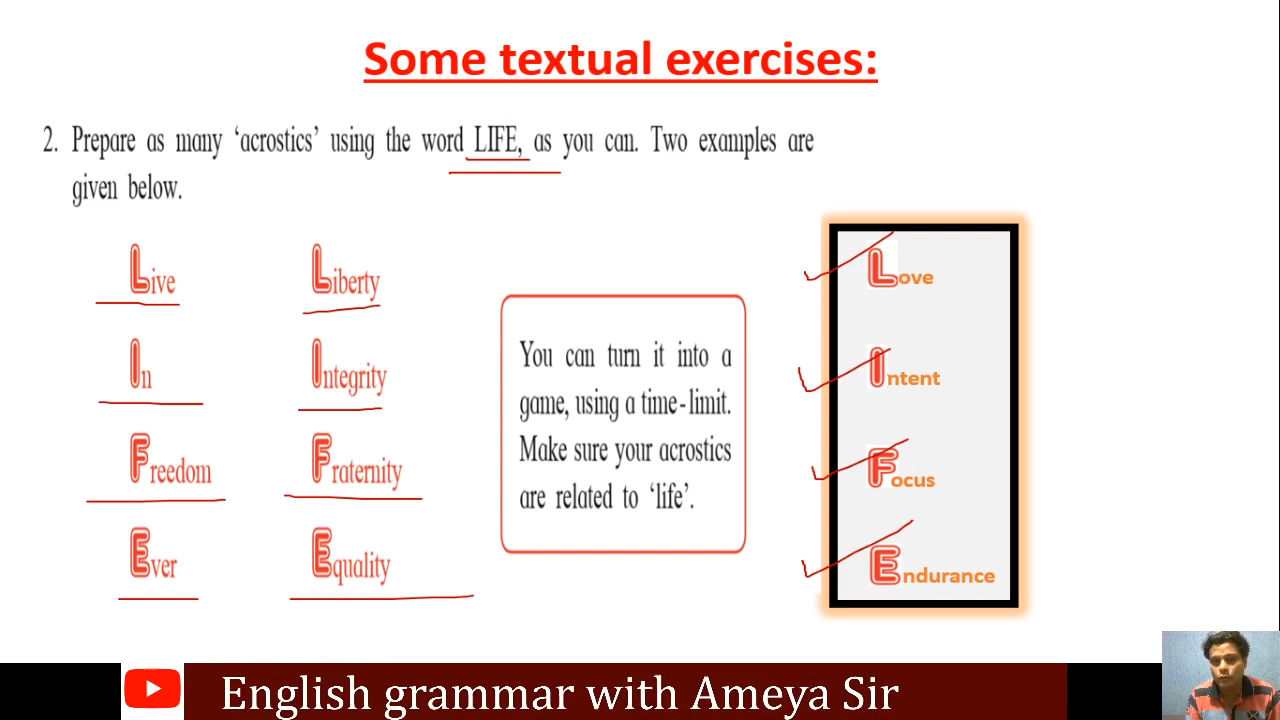 Some textual exercises:
2. Prepare as many ‘acrostics’ using the word LIFE, as you can. Two examples are
given below.
Live
In
Freedom
Ever
Liberty
Integrity
Fraternity
Equality
You can turn it into a
game, using a time-limit.
Make sure your acrostics
are related to ‘life’.
Love
Intent
Focus
Endurance
English grammar with Ameya Sir